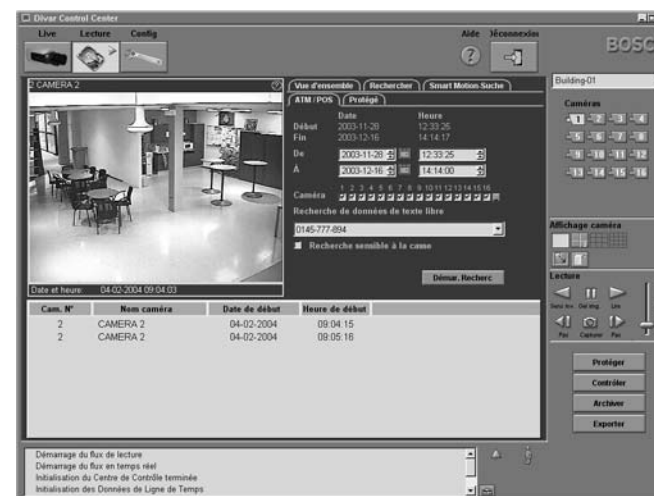 Divar Control Center
Live Lecture Config
Aide Déconnexion
BOSC
2 CAMERA 2
Vue d'ensemble Rechercher Smart Motion-Suche
ATM / POS Protégé
Date Heure
Début 2003-11-28 12:33:25
Fin 2003-12-16 14:14:17
De 2003-11-28 12:33:25
À 2003-12-16 14:14:00
1 2 3 4 5 6 7 8 9 10 11 12 13 14 15 16
Caméra
Recherche de données de texte libre
0145-777-894
Recherche sensible à la casse
Démar. Recherc
Date et heure: 04-02-2004 09:04:03
Cam. N° Nom caméra Date de début Heure de début
2 CAMERA 2 04-02-2004 09:04:15
2 CAMERA 2 04-02-2004 09:05:16
Building-01
Caméras
1 2 3 4
5 6 7 8
9 10 11 12
13 14 15 16
Affichage caméra
Lecture
Lire
Pas Capturer Pas
Protéger
Contrôler
Archiver
Exporter
Démarrage du flux de lecture
Démarrage du flux en temps réel
Initialisation du Centre de Contrôle terminée
Initialisation des Données de Ligne de Temps